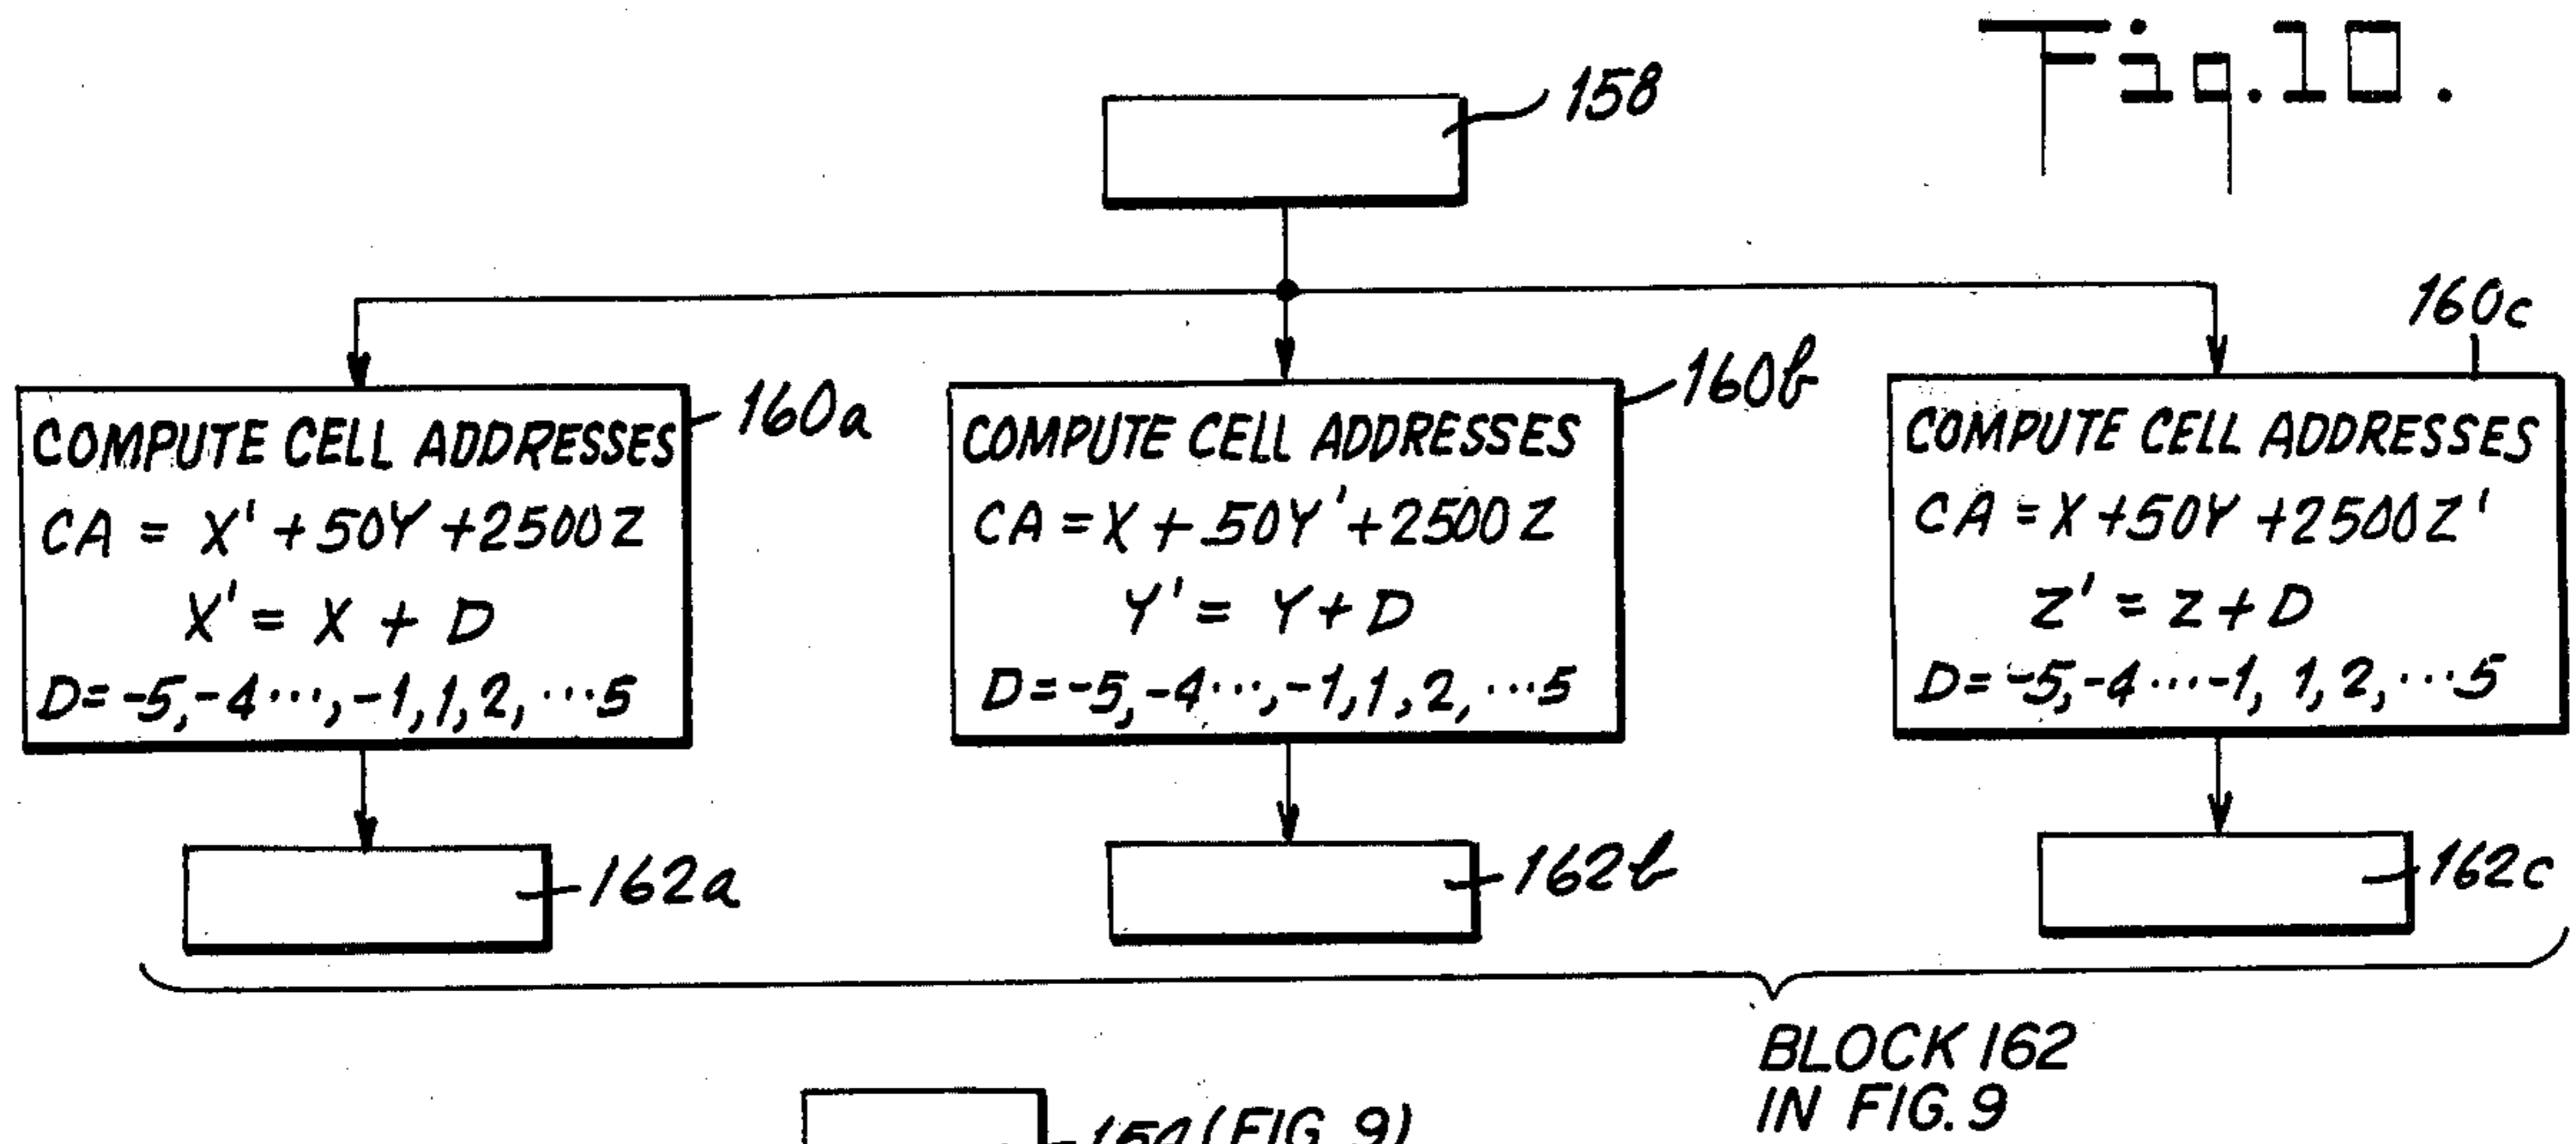 Fig. 10.
158
160a
160b
160c
COMPUTE CELL ADDRESSES
CA = X' + 50Y + 2500Z
X' = X + D
D = -5, -4 ···, -1, 1, 2, ···5
COMPUTE CELL ADDRESSES
CA = X + 50Y' + 2500Z
Y' = Y + D
D = -5, -4 ···, -1, 1, 2, ···5
COMPUTE CELL ADDRESSES
CA = X + 50Y + 2500Z'
Z' = Z + D
D = -5, -4 ··· -1, 1, 2, ···5
162a
162b
162c
BLOCK 162
IN FIG. 9
(FIG. 9)